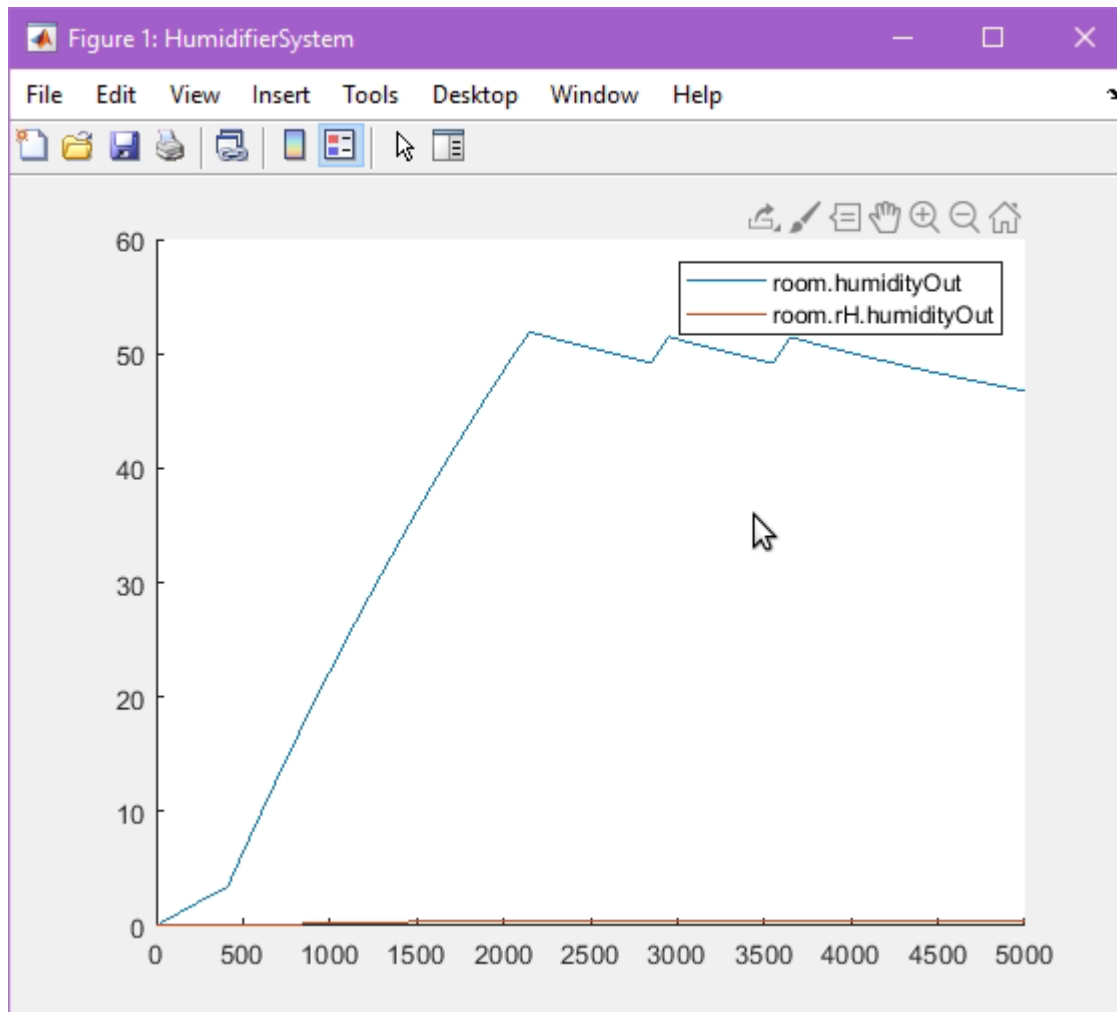 Figure 1: HumidifierSystem
File Edit View Insert Tools Desktop Window Help
60
50
40
30
20
10
0
room.humidityOut
room.rH.humidityOut
0 500 1000 1500 2000 2500 3000 3500 4000 4500 5000